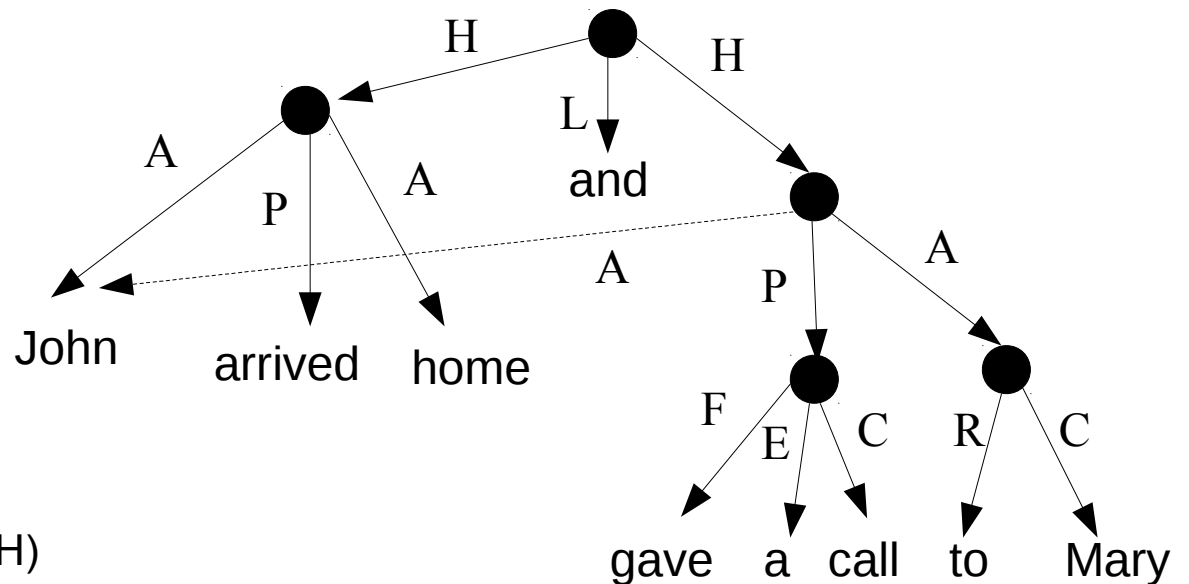 H
H
L
and
A
P
A
A
P
A
John
arrived
home
F
E
C
R
C
H)
gave a call to Mary